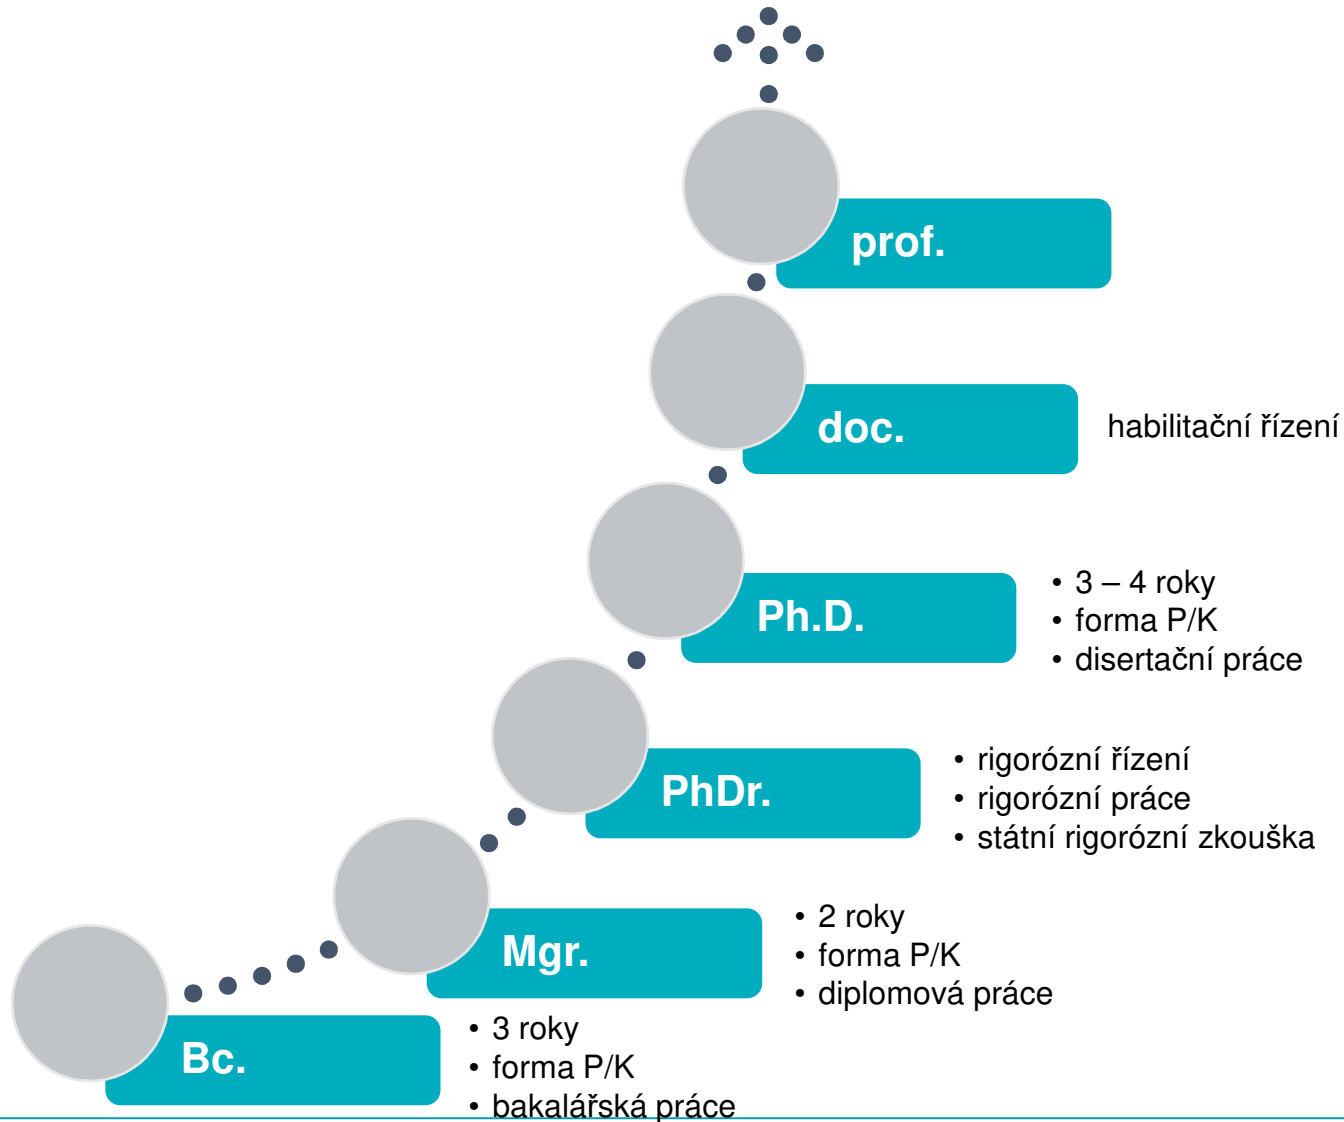 prof.
doc.
habilitační řízení
Ph.D.
• 3 – 4 roky
• forma P/K
• disertační práce
PhDr.
• rigorózní řízení
• rigorózní práce
• státní rigorózní zkouška
Mgr.
• 2 roky
• forma P/K
• diplomová práce
Bc.
• 3 roky
• forma P/K
• bakalářská práce